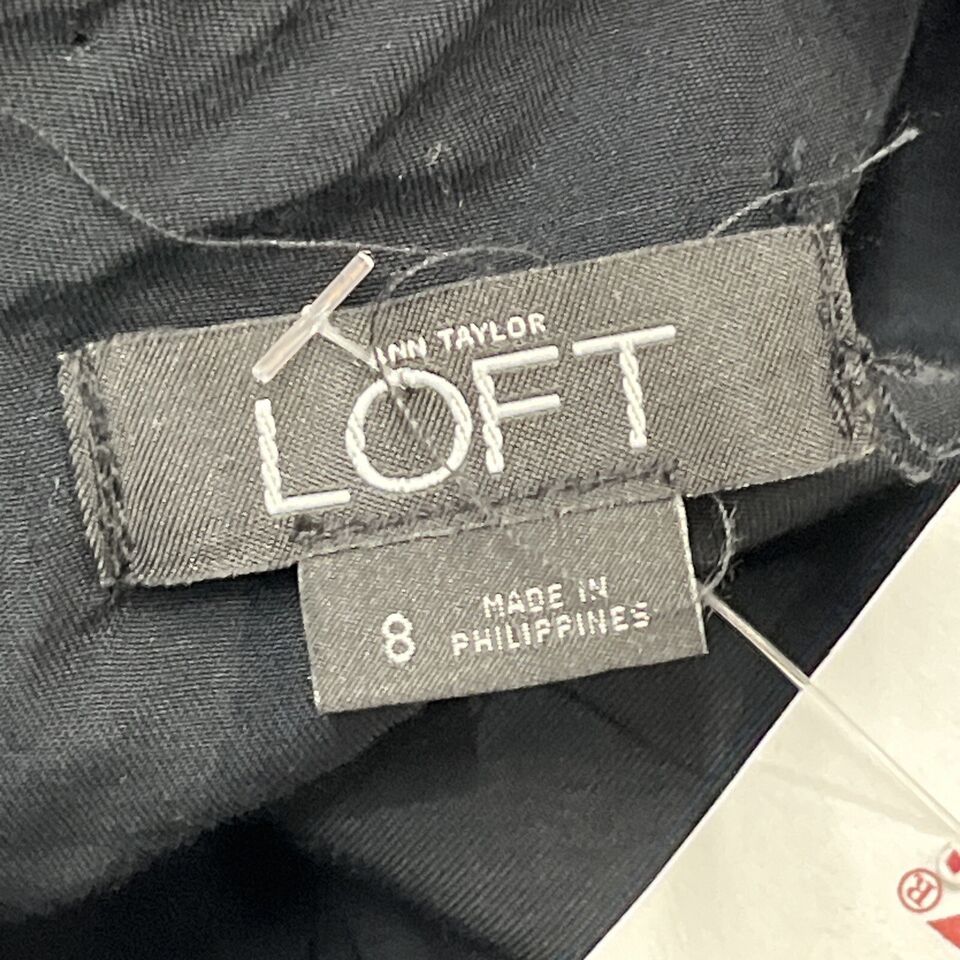 ANN TAYLOR
LOFT
8
MADE IN
PHILIPPINES
®